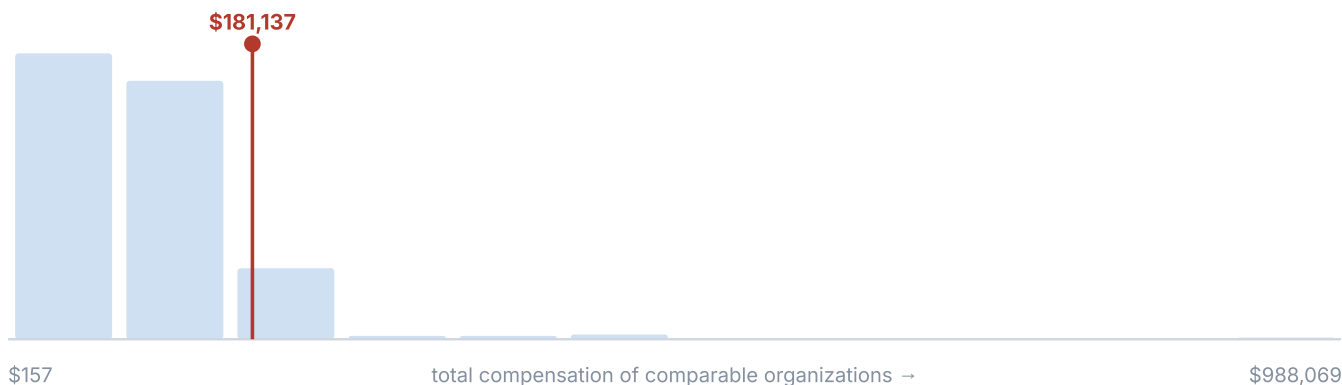 $181,137
$157
total compensation of comparable organizations →
$988,069